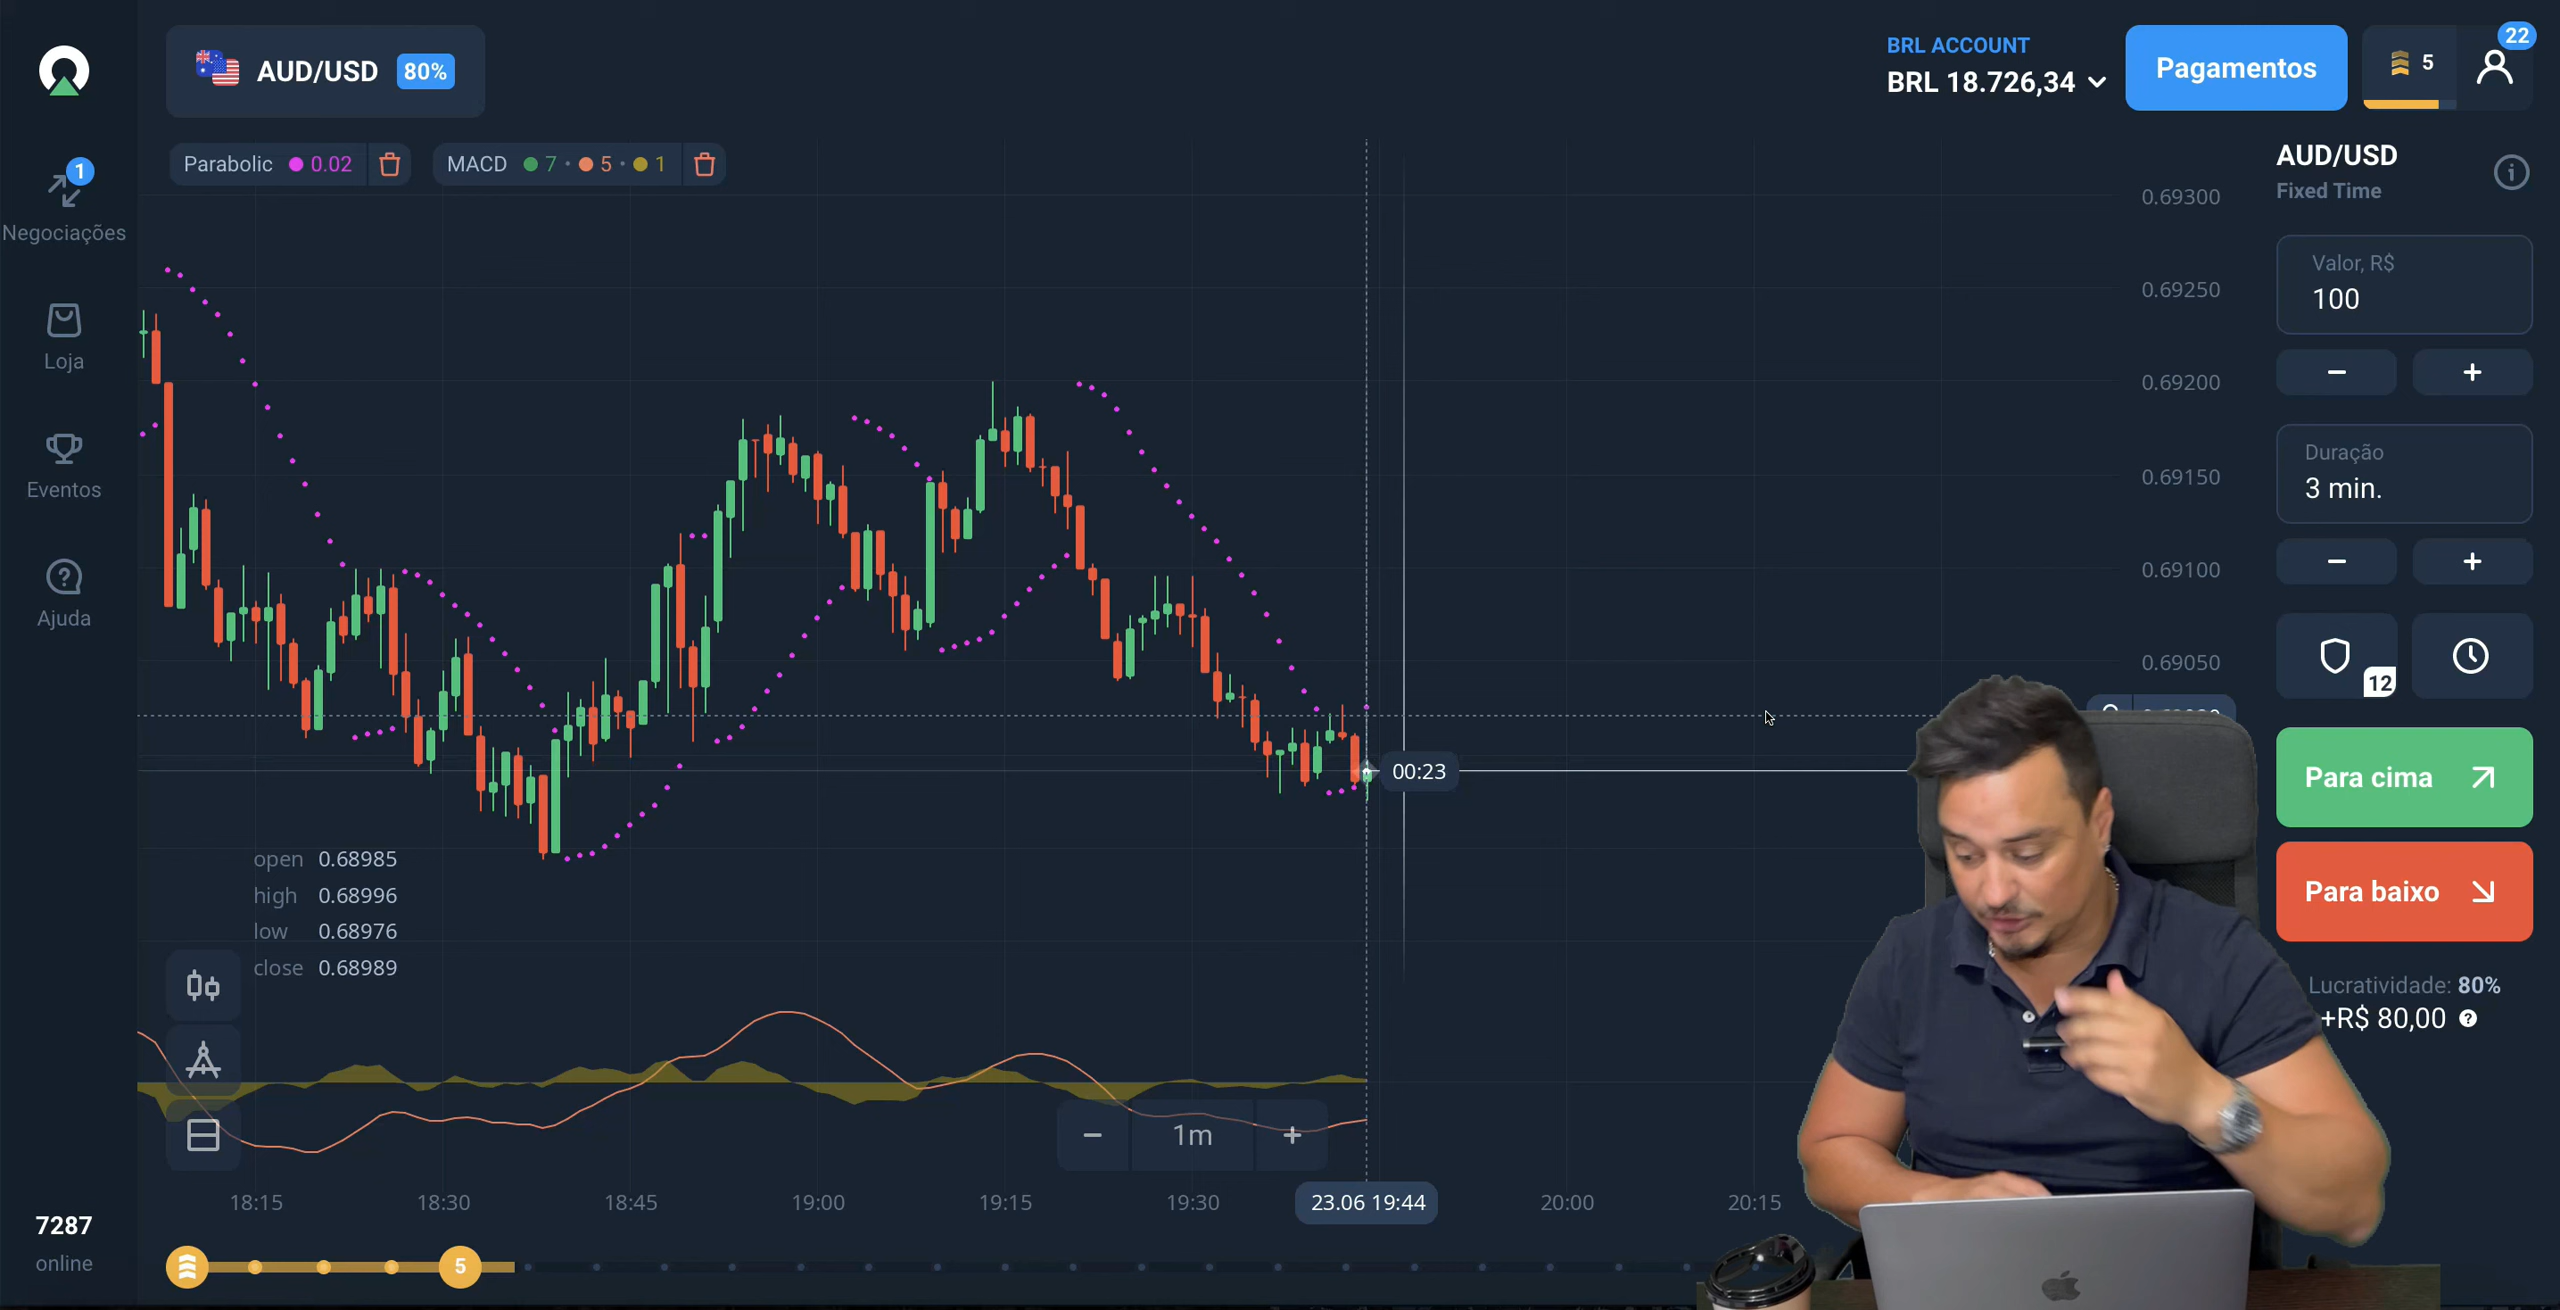 AUD/USD 80%
BRL ACCOUNT
BRL 18.726,34
Pagamentos
5
22
Parabolic 0.02
MACD 7 • 5 • 1
1
Negociações
Loja
Eventos
Ajuda
0.69300
0.69250
0.69200
0.69150
0.69100
0.69050
00:23
open 0.68985
high 0.68996
low 0.68976
close 0.68989
− 1m +
18:15
18:30
18:45
19:00
19:15
19:30
23.06 19:44
20:00
20:15
7287
online
5
AUD/USD
Fixed Time
Valor, R$
100
− +
Duração
3 min.
− +
12
Para cima
Para baixo
Lucratividade: 80%
+R$ 80,00